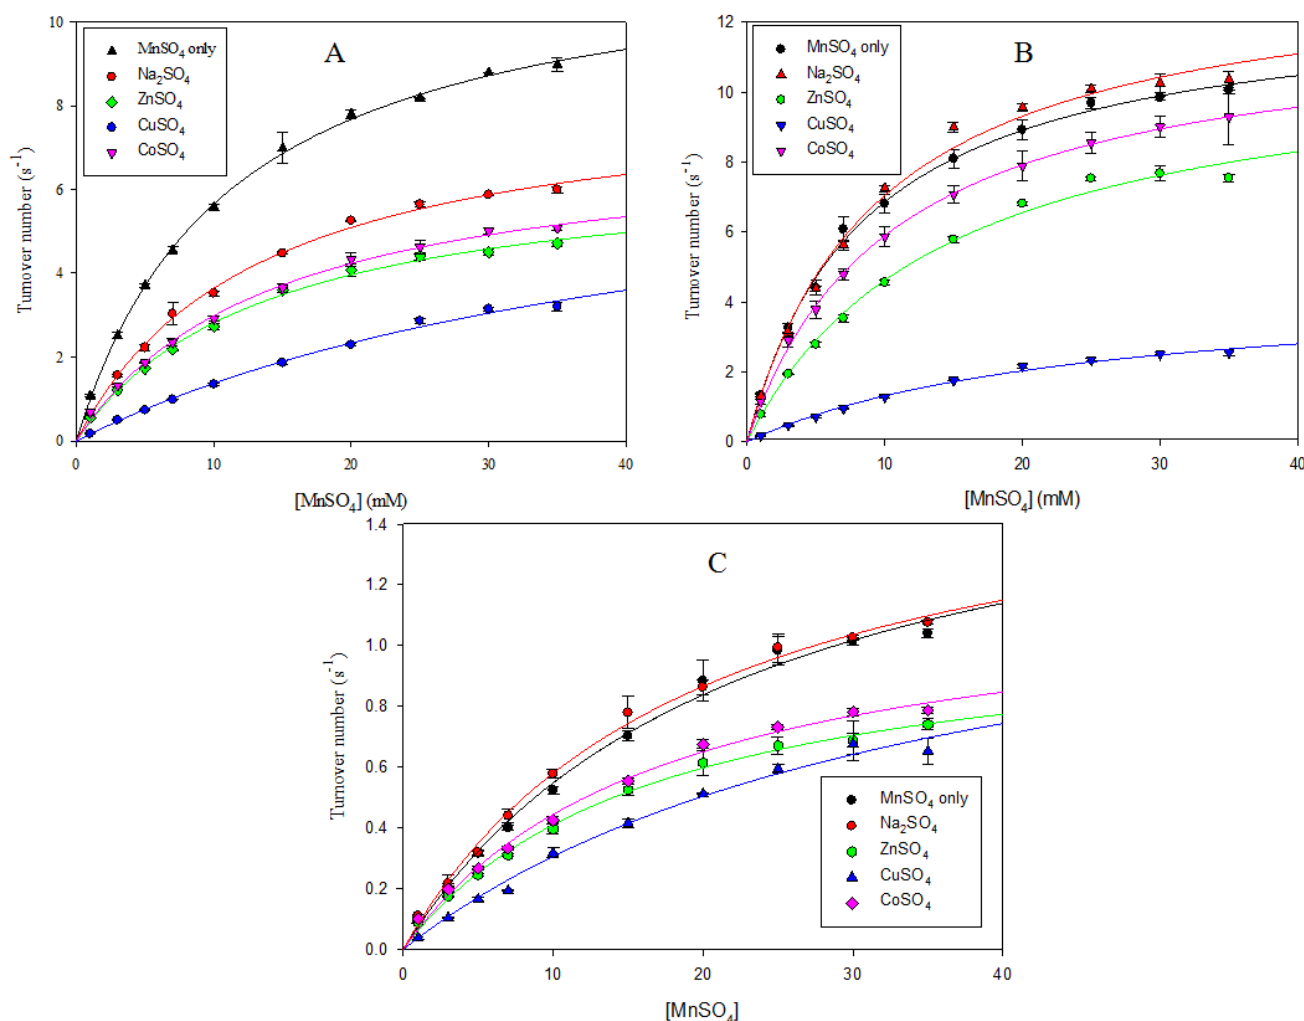 A
MnSO4 only
Na2SO4
ZnSO4
CuSO4
CoSO4
Turnover number (s-1)
10
8
6
4
2
0
0 10 20 30 40
[MnSO4] (mM)
B
MnSO4 only
Na2SO4
ZnSO4
CuSO4
CoSO4
Turnover number (s-1)
12
10
8
6
4
2
0
0 10 20 30 40
[MnSO4] (mM)
C
Turnover number (s-1)
1.4
1.2
1.0
0.8
0.6
0.4
0.2
0.0
MnSO4 only
Na2SO4
ZnSO4
CuSO4
CoSO4
0 10 20 30 40
[MnSO4]